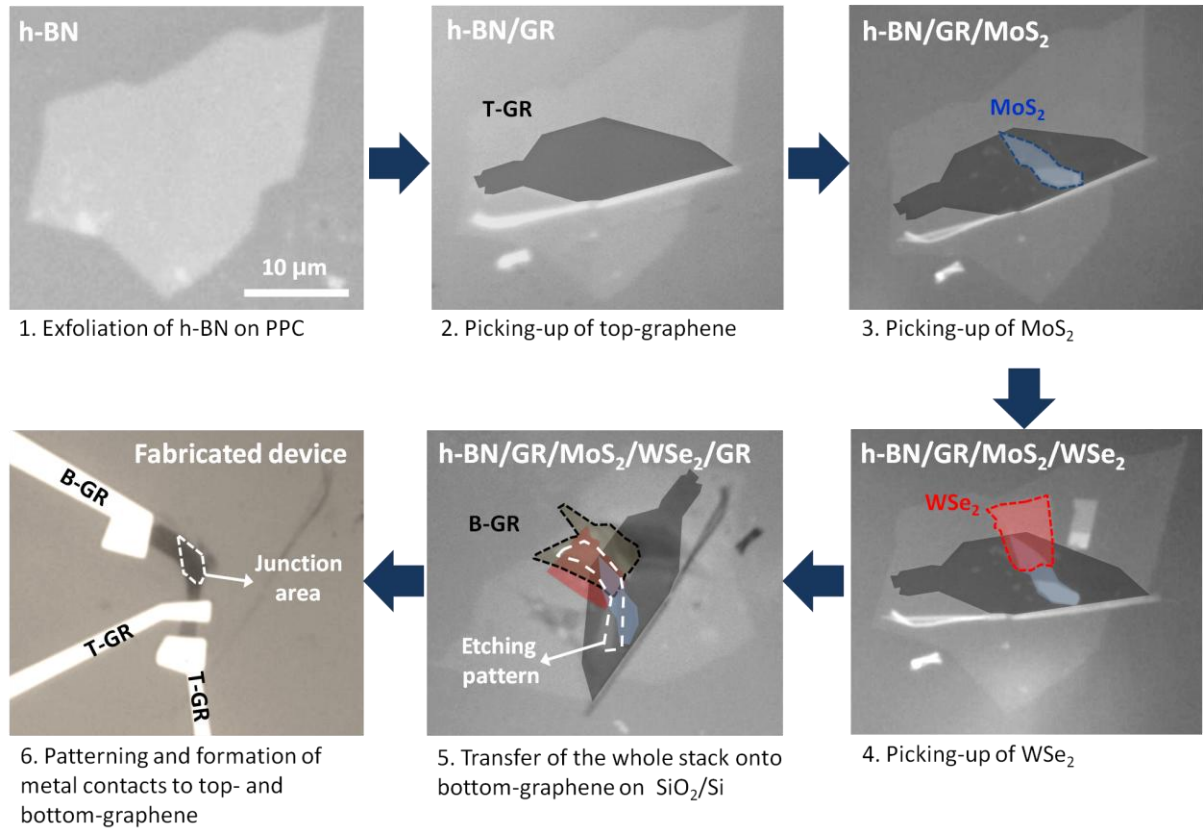 h-BN
10 µm
1. Exfoliation of h-BN on PPC
h-BN/GR
T-GR
2. Picking-up of top-graphene
h-BN/GR/MoS₂
MoS₂
3. Picking-up of MoS₂
h-BN/GR/MoS₂/WSe₂
WSe₂
4. Picking-up of WSe₂
h-BN/GR/MoS₂/WSe₂/GR
B-GR
Etching
pattern
5. Transfer of the whole stack onto
bottom-graphene on SiO₂/Si
Fabricated device
B-GR
Junction
area
T-GR
T-GR
6. Patterning and formation of
metal contacts to top- and
bottom-graphene